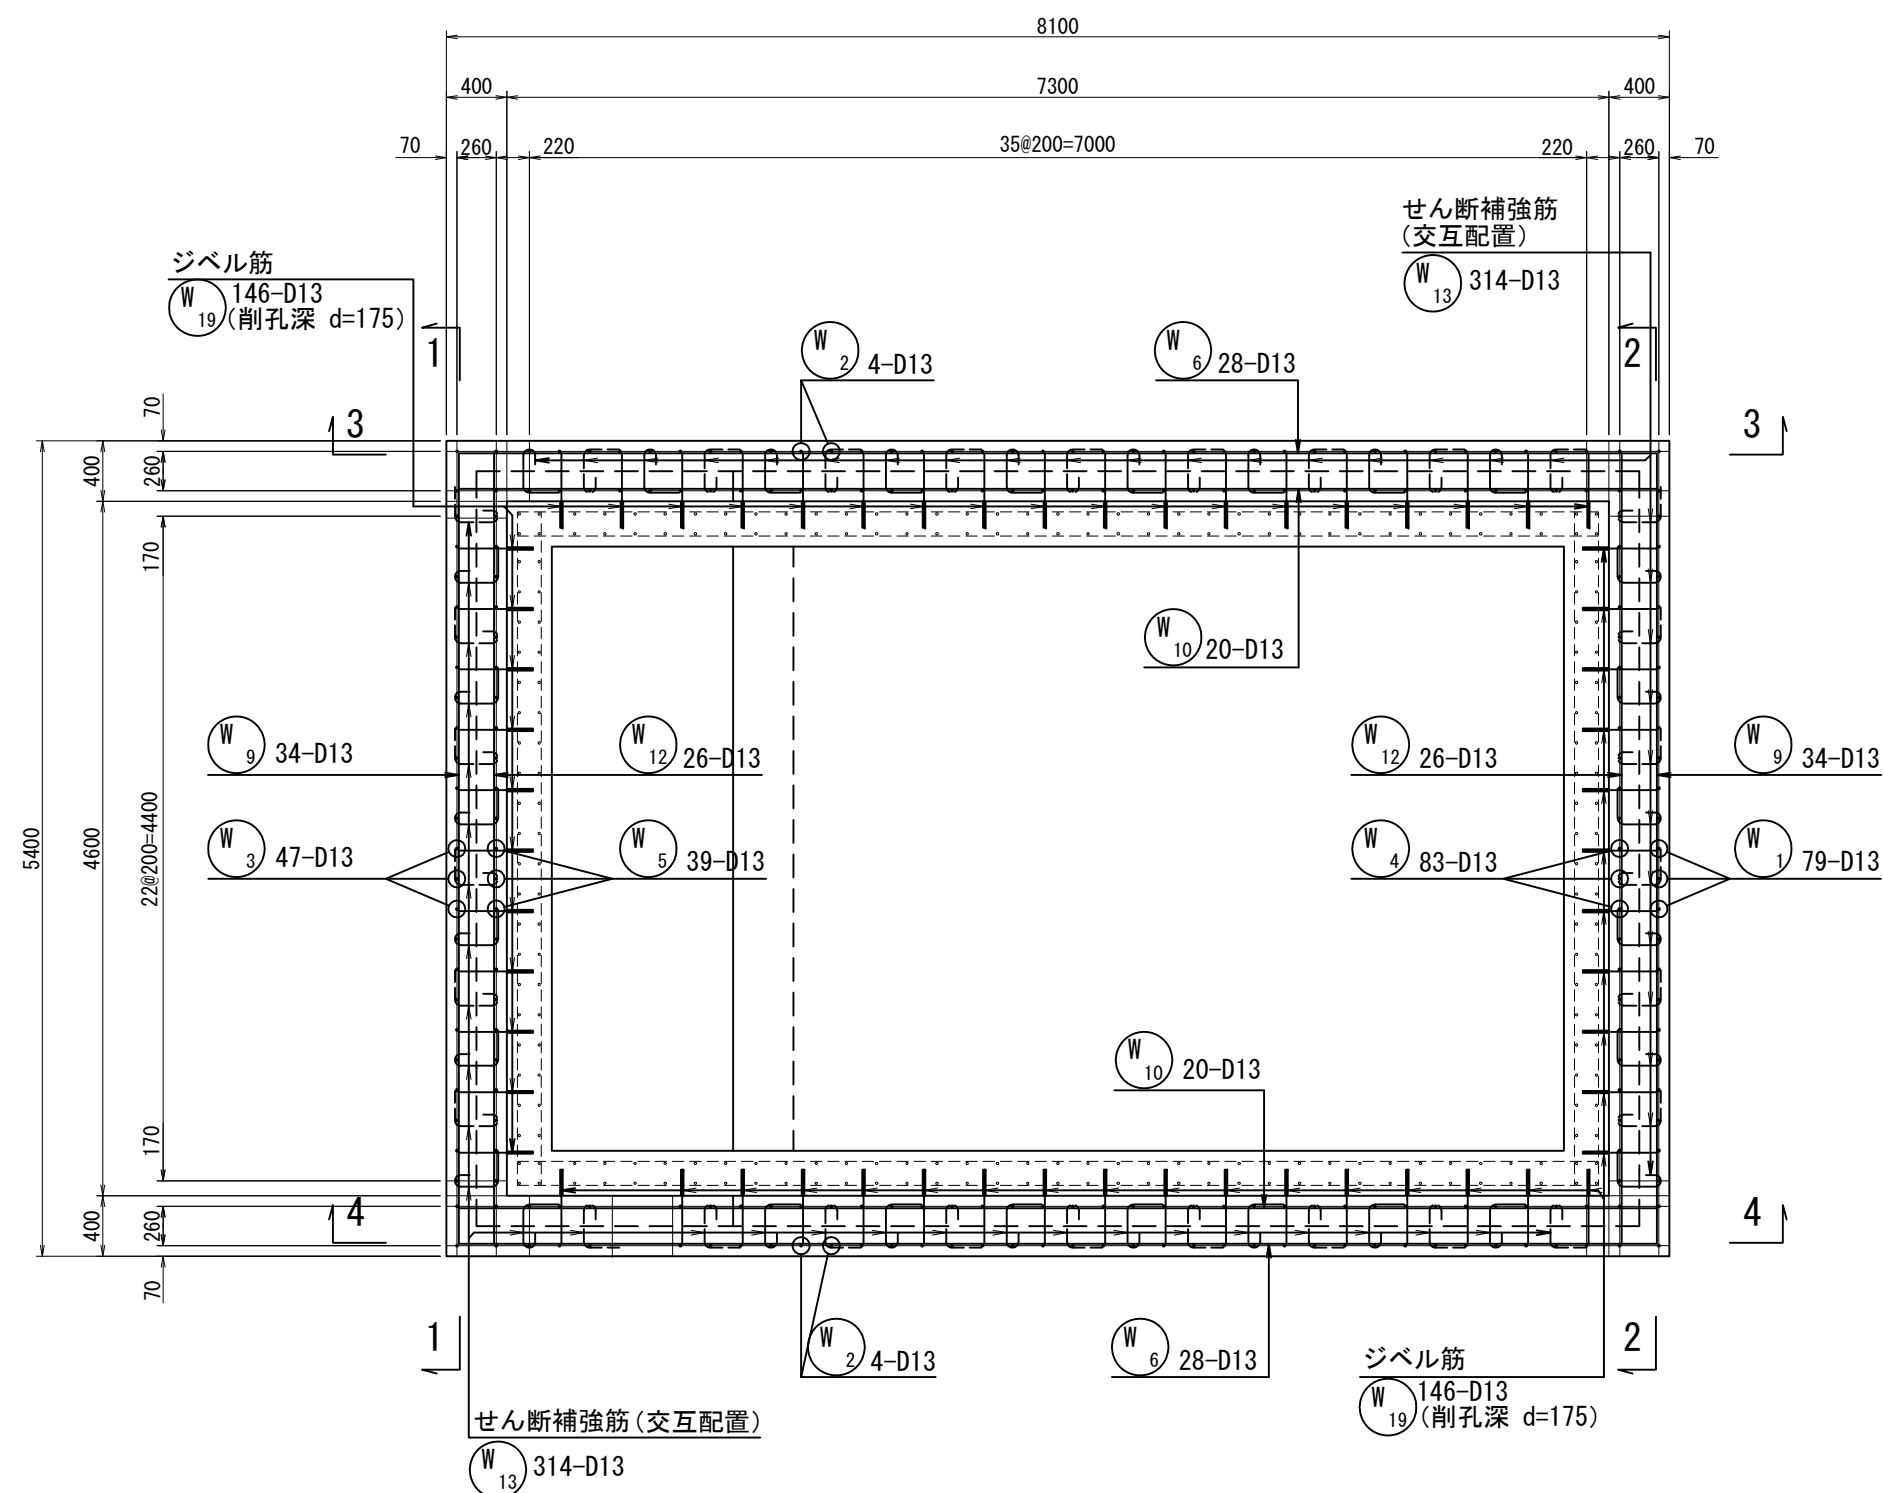 8100
400
7300
400
70
260
220
35@200=7000
220
260
70
せん断補強筋
(交互配置)
W
13
314-D13
ジベル筋
W
19
146-D13
(削孔深 d=175)
1
2
W
2
4-D13
W
6
28-D13
3
3
70
400
260
170
W
10
20-D13
W
9
34-D13
W
12
26-D13
W
12
26-D13
W
9
34-D13
5400
4600
22@200=4400
W
3
47-D13
W
5
39-D13
W
4
83-D13
W
1
79-D13
W
10
20-D13
170
400
260
70
4
4
1
2
W
2
4-D13
W
6
28-D13
ジベル筋
W
19
146-D13
(削孔深 d=175)
せん断補強筋(交互配置)
W
13
314-D13